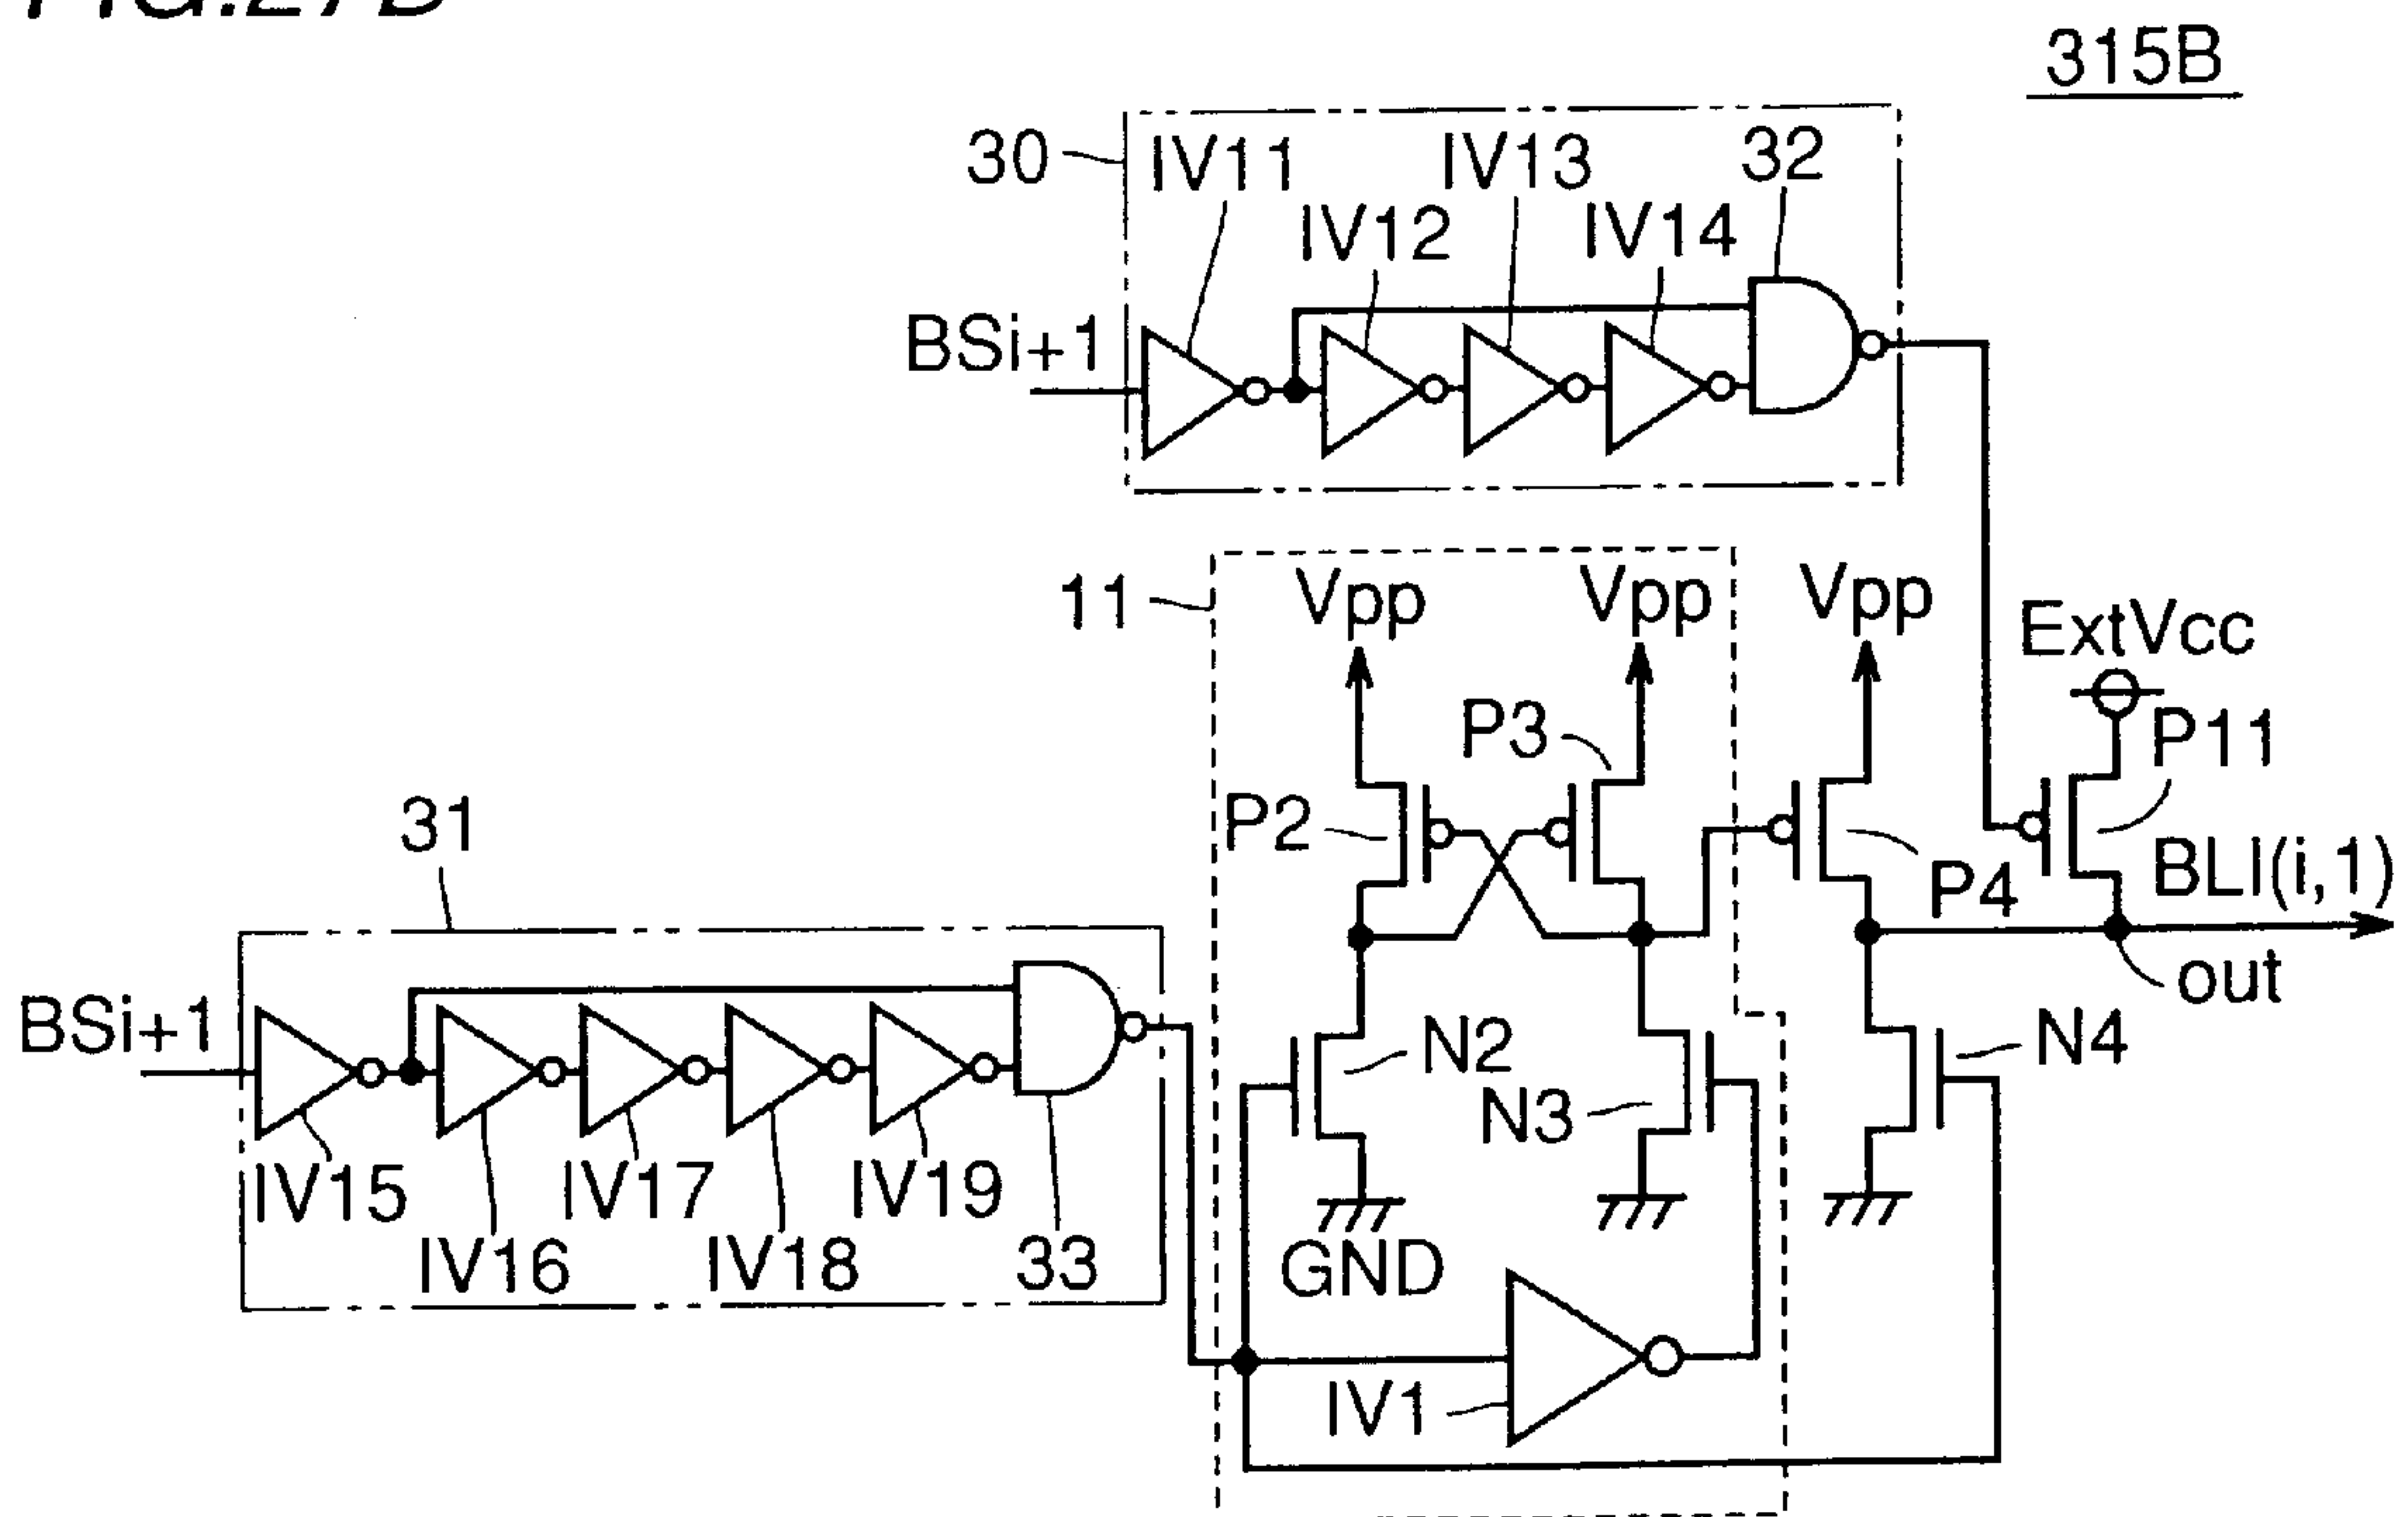 315B
30
IV11
IV13
32
IV12
IV14
BSi+1
11
Vpp
Vpp
Vpp
ExtVcc
P3
P11
P2
31
P4
BLI(i,1)
out
BSi+1
N2
N4
N3
IV15
IV17
IV19
IV16
IV18
33
GND
IV1